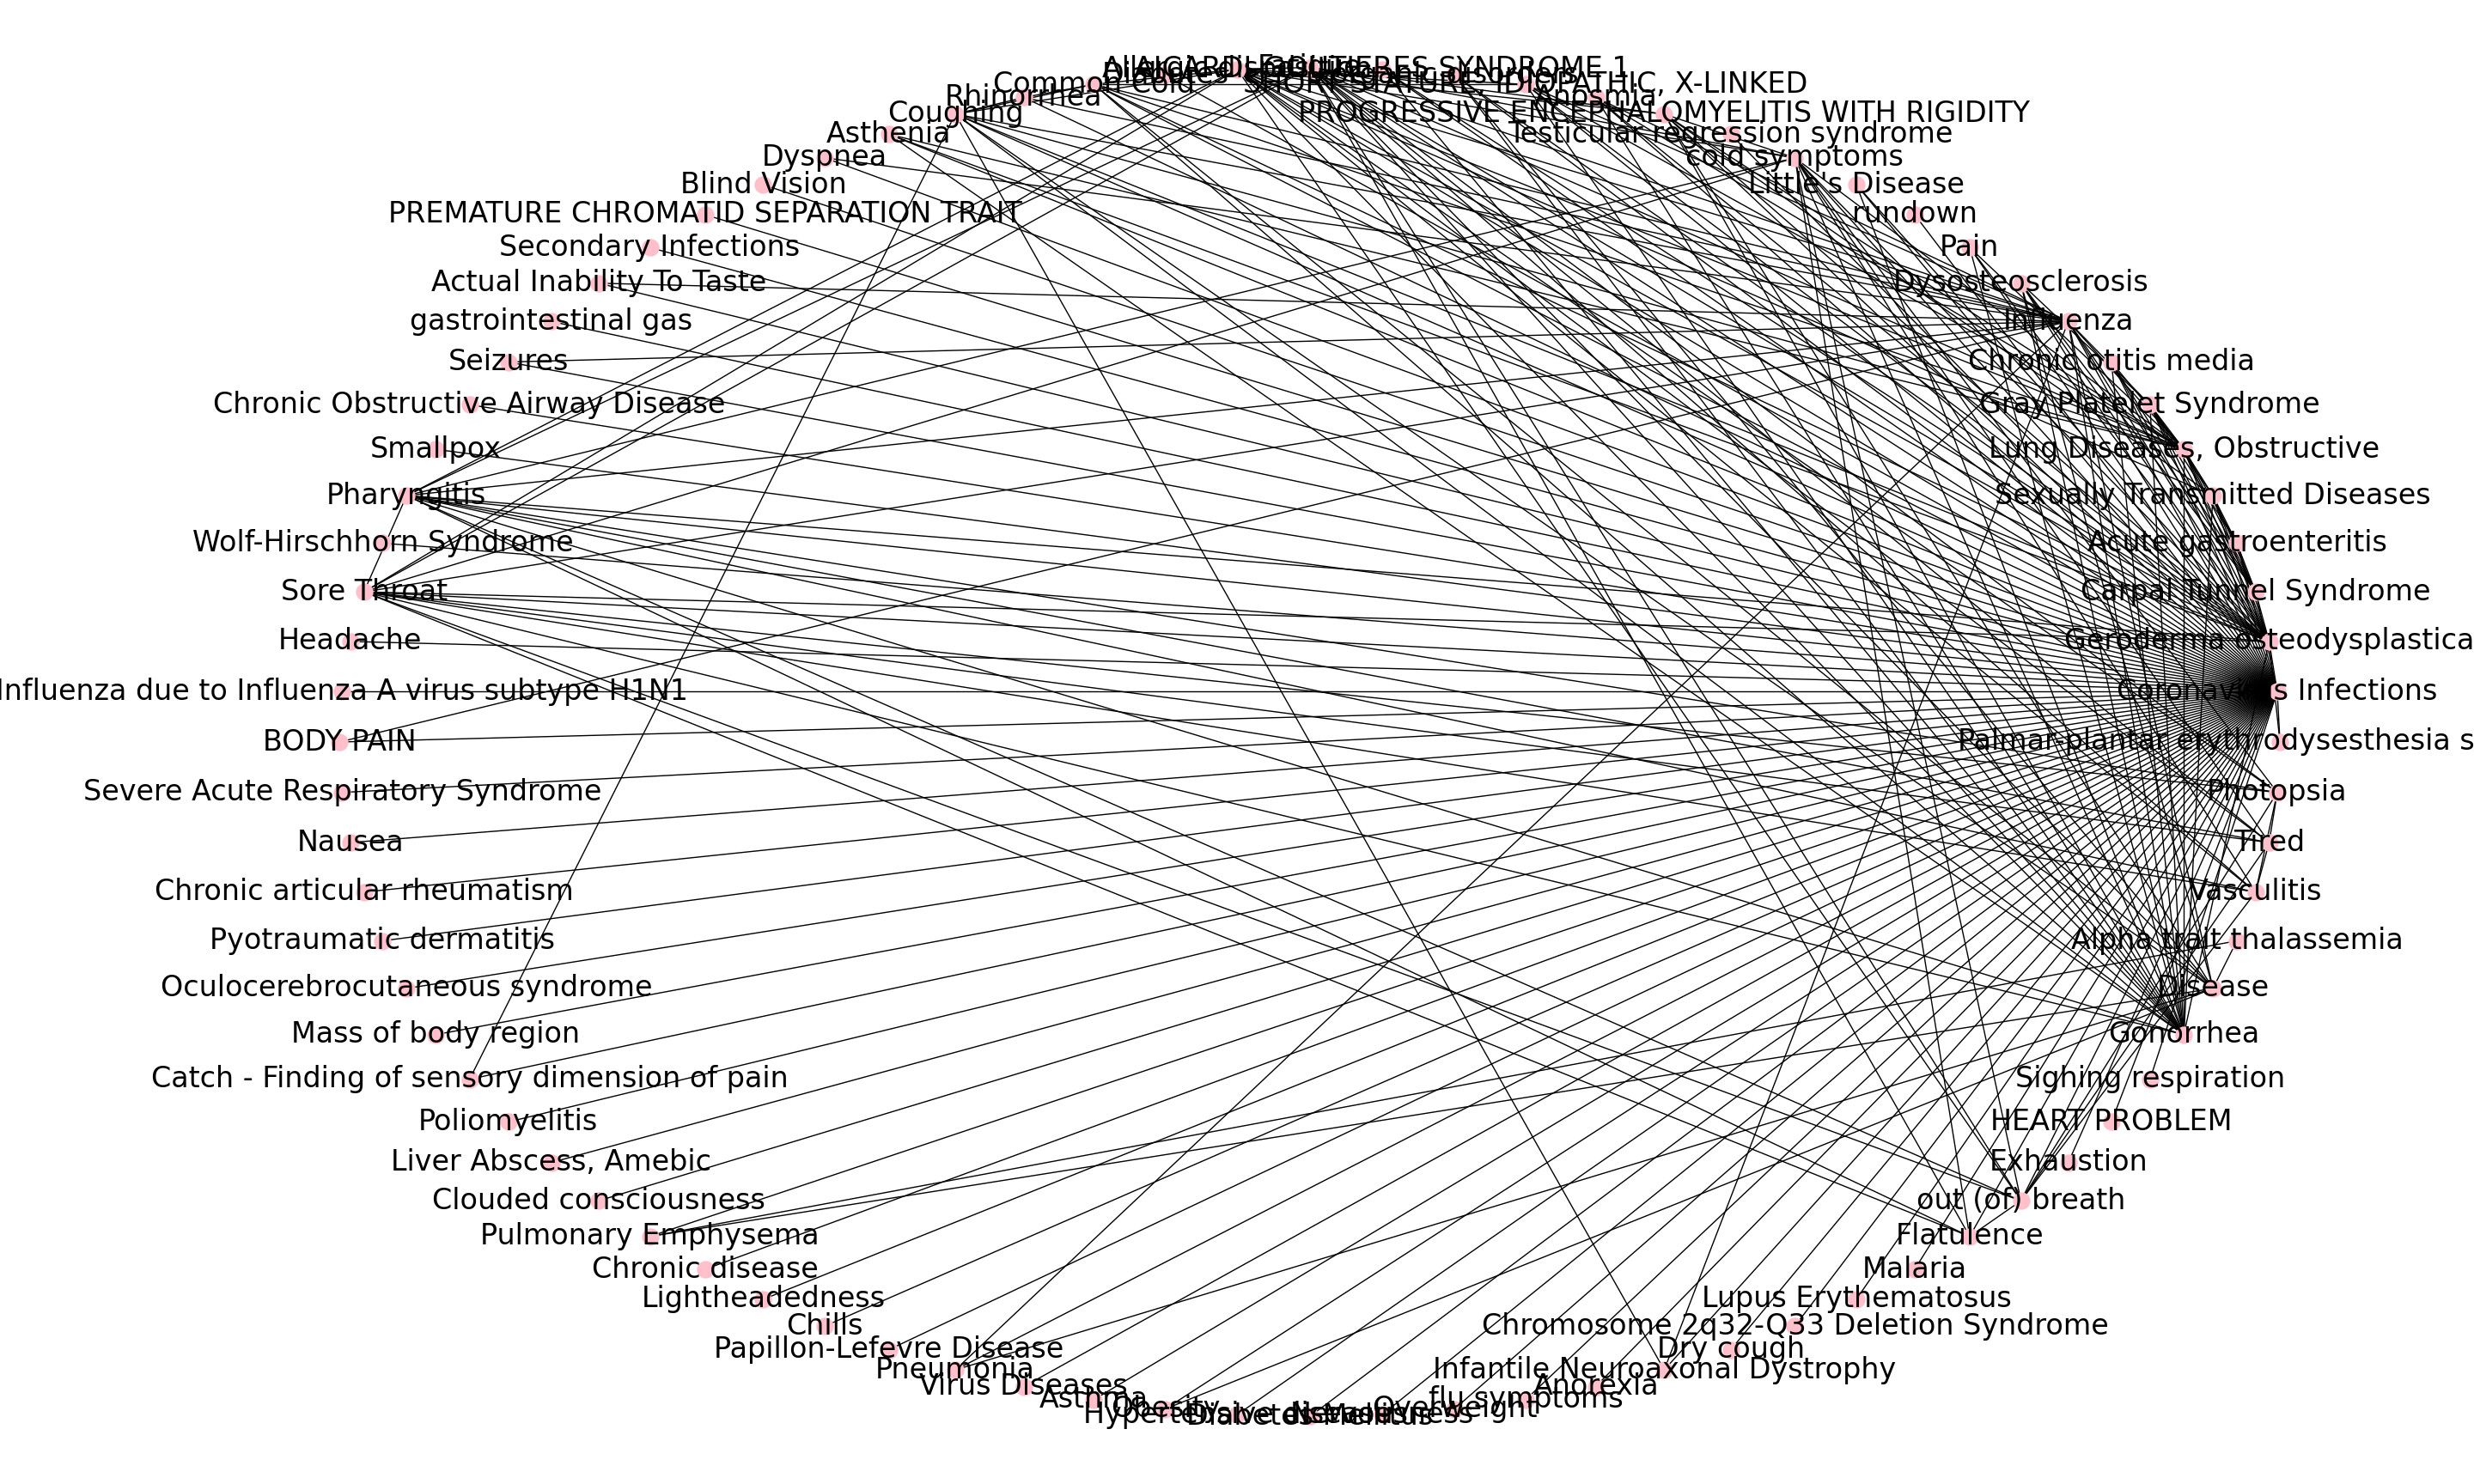 AICARDI-GOUTIERES SYNDROME 1
Common Cold
SHORT STATURE, IDIOPATHIC, X-LINKED
Rhinorrhea
Anosmia
Coughing
PROGRESSIVE ENCEPHALOMYELITIS WITH RIGIDITY
Asthenia
Testicular regression syndrome
Dyspnea
cold symptoms
Blind Vision
Little's Disease
PREMATURE CHROMATID SEPARATION TRAIT
rundown
Secondary Infections
Pain
Actual Inability To Taste
Dysosteosclerosis
gastrointestinal gas
Influenza
Seizures
Chronic otitis media
Chronic Obstructive Airway Disease
Gray Platelet Syndrome
Smallpox
Lung Diseases, Obstructive
Pharyngitis
Sexually Transmitted Diseases
Wolf-Hirschhorn Syndrome
Acute gastroenteritis
Sore Throat
Carpal Tunnel Syndrome
Headache
Geroderma osteodysplastica
Influenza due to Influenza A virus subtype H1N1
Coronavirus Infections
BODY PAIN
Palmar-plantar erythrodysesthesia s
Severe Acute Respiratory Syndrome
Photopsia
Nausea
Tired
Chronic articular rheumatism
Vasculitis
Pyotraumatic dermatitis
Alpha trait thalassemia
Oculocerebrocutaneous syndrome
Disease
Mass of body region
Gonorrhea
Catch - Finding of sensory dimension of pain
Sighing respiration
Poliomyelitis
HEART PROBLEM
Liver Abscess, Amebic
Exhaustion
Clouded consciousness
out (of) breath
Pulmonary Emphysema
Flatulence
Chronic disease
Malaria
Lightheadedness
Lupus Erythematosus
Chills
Chromosome 2q32-Q33 Deletion Syndrome
Papillon-Lefevre Disease
Dry cough
Pneumonia
Infantile Neuroaxonal Dystrophy
Virus Diseases
Anorexia
Asthma
flu symptoms
Obesity
Overweight
Hypertensive disease
Diabetes Mellitus